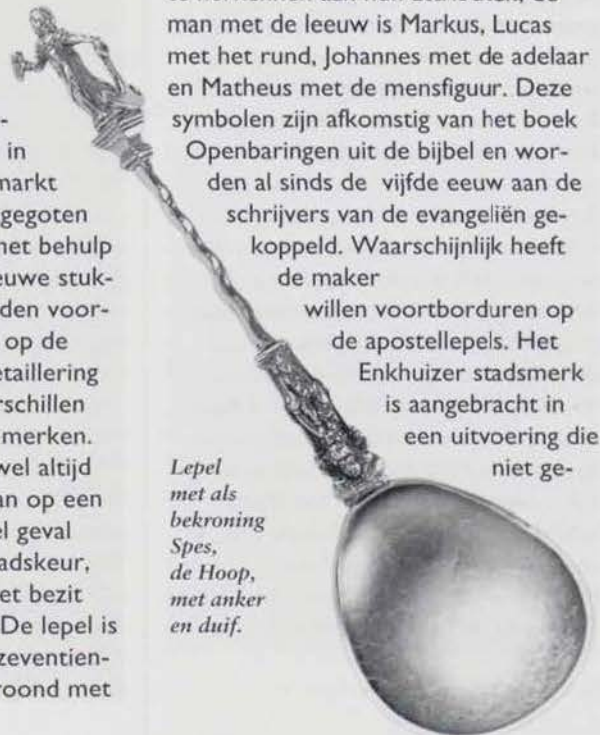 in
markt
gegoten
met behulp
euwe stuk-
den voor-
op de
etaillering
rschillen
merken.
wel altijd
an op een
el geval
adskeur,
et bezit
De lepel is
zeventien-
oond met
man met de leeuw is Markus, Lucas
met het rund, Johannes met de adelaar
en Matheus met de mensfiguur. Deze
symbolen zijn afkomstig van het boek
Openbaringen uit de bijbel en wor-
den al sinds de vijfde eeuw aan de
schrijvers van de evangeliën ge-
koppeld. Waarschijnlijk heeft
de maker
willen voortborduren op
de apostellepels. Het
Enkhuizer stadsmerk
is aangebracht in
een uitvoering die
niet ge-
Lepel
met als
bekroning
Spes,
de Hoop,
met anker
en duif.